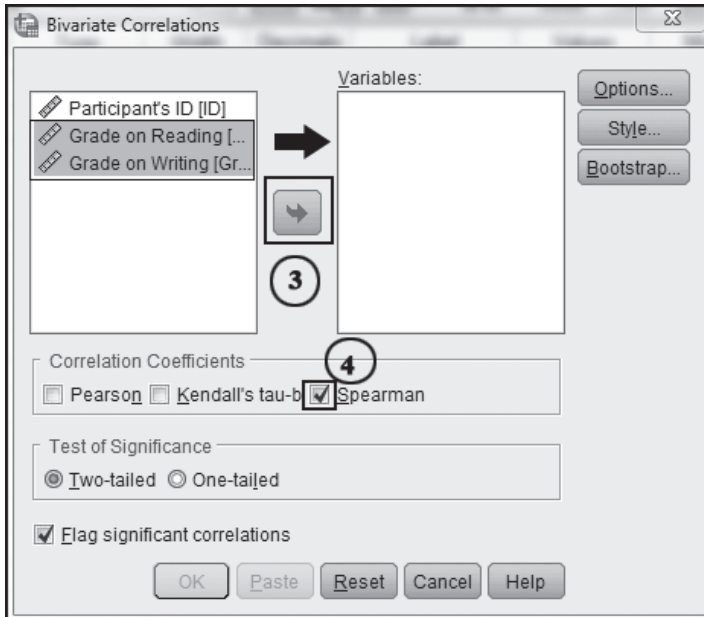 Bivariate Correlations
Variables:
Participant's ID [ID]
Grade on Reading [...
Grade on Writing [Gr...
Options...
Style...
Bootstrap...
3
4
Correlation Coefficients
Pearson Kendall's tau-b Spearman
Test of Significance
Two-tailed One-tailed
Flag significant correlations
OK Paste Reset Cancel Help